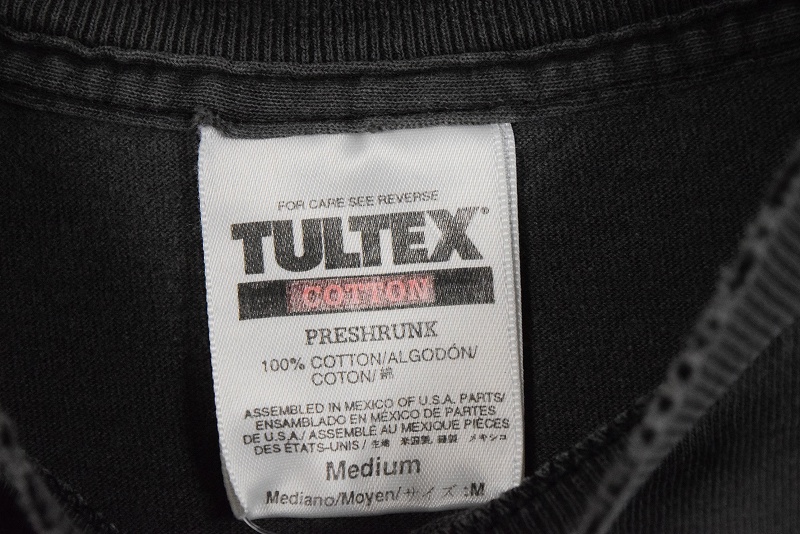 FOR CARE SEE REVERSE
TULTEX®
COTTON
PRESHRUNK
100% COTTON/ALGODÓN/
COTON/綿
ASSEMBLED IN MEXICO OF U.S.A. PARTS/
ENSAMBLADO EN MÉXICO DE PARTES
DE U.S.A./ ASSEMBLÉ AU MEXIQUE PIÈCES
DES ÉTATS-UNIS / 生地 米国製, 縫製 メキシコ
Medium
Mediano/Moyen/サイズ :M